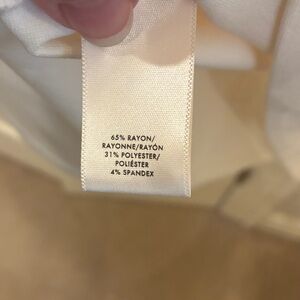 65% RAYON/
RAYONNE/RAYÓN
31% POLYESTER/
POLIÉSTER
4% SPANDEX